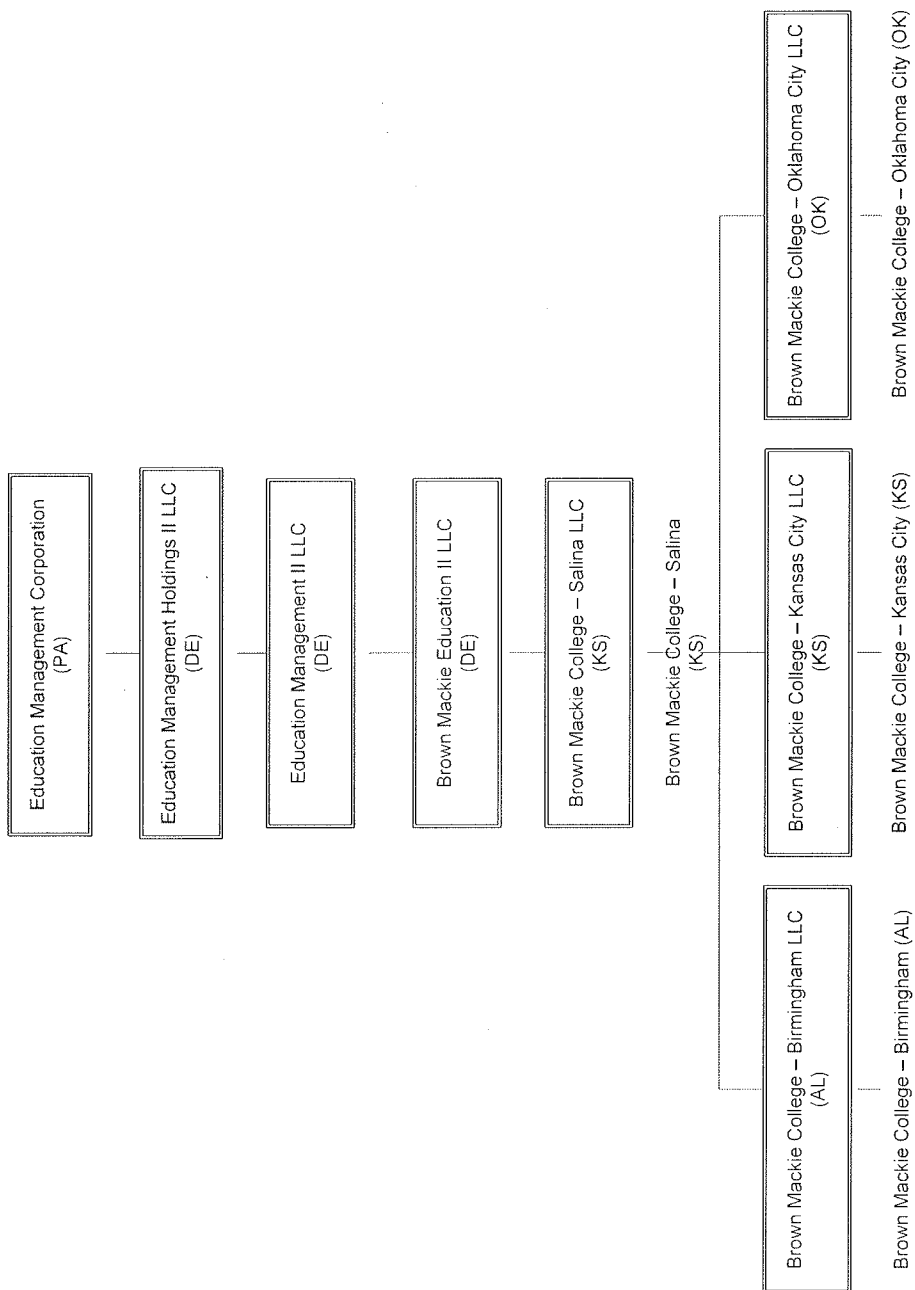 Education Management Corporation
(PA)
Education Management Holdings II LLC
(DE)
Education Management II LLC
(DE)
Brown Mackie Education II LLC
(DE)
Brown Mackie College – Salina LLC
(KS)
Brown Mackie College – Salina
(KS)
Brown Mackie College – Birmingham LLC
(AL)
Brown Mackie College – Birmingham (AL)
Brown Mackie College – Kansas City LLC
(KS)
Brown Mackie College – Kansas City (KS)
Brown Mackie College – Oklahoma City LLC
(OK)
Brown Mackie College – Oklahoma City (OK)